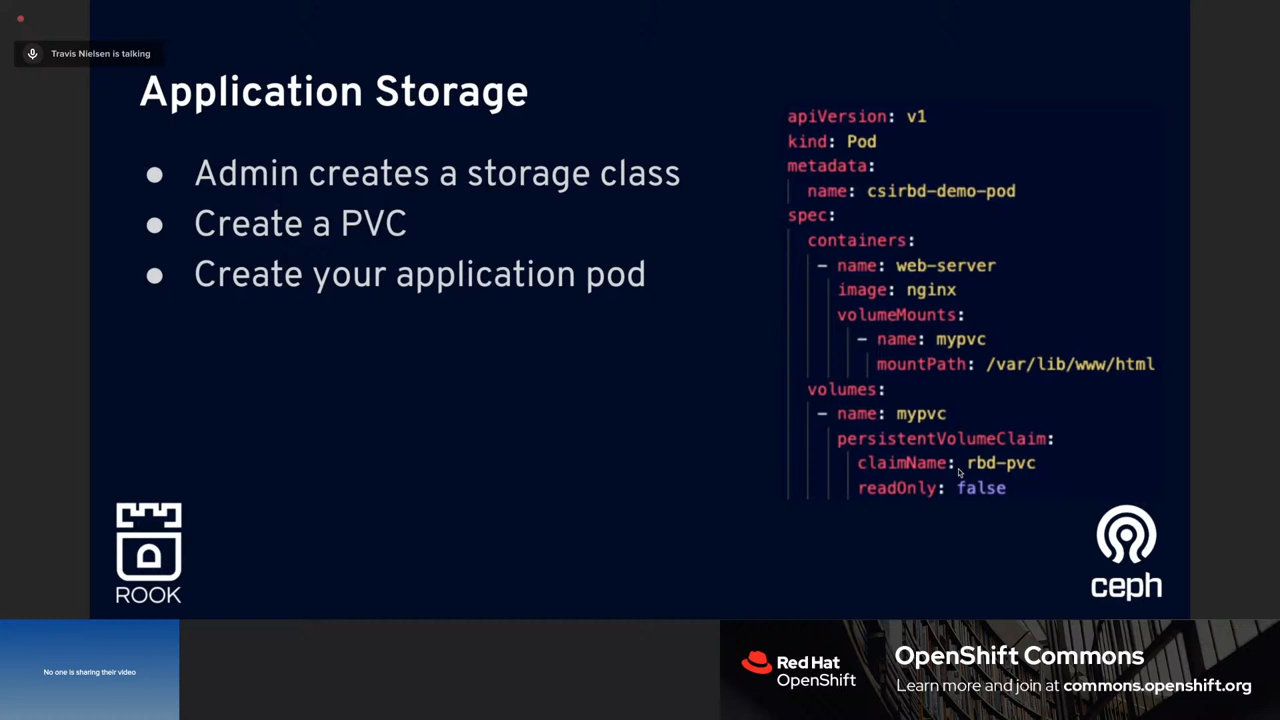 Travis Nielsen is talking
Application Storage
● Admin creates a storage class
● Create a PVC
● Create your application pod
apiVersion: v1
kind: Pod
metadata:
name: csirbd-demo-pod
spec:
containers:
– name: web-server
image: nginx
volumeMounts:
– name: mypvc
mountPath: /var/lib/www/html
volumes:
– name: mypvc
persistentVolumeClaim:
claimName: rbd-pvc
readOnly: false
ROOK
ceph
No one is sharing their video
Red Hat
OpenShift
OpenShift Commons
Learn more and join at commons.openshift.org